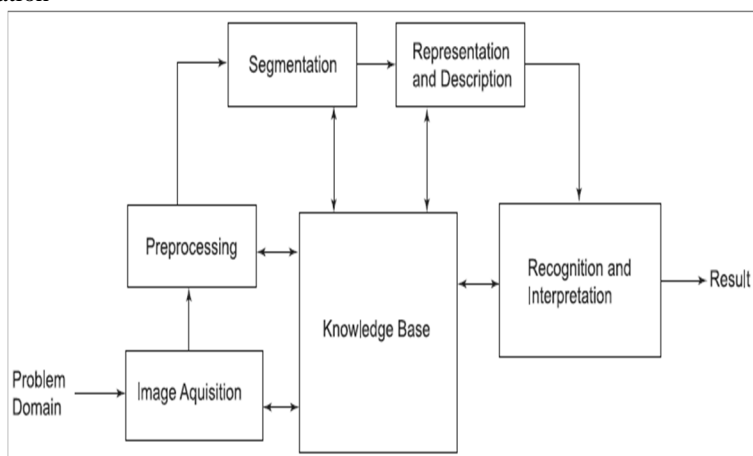 Segmentation
Representation
and Description
Preprocessing
Knowledge Base
Recognition and
Interpretation
Result
Problem
Domain
Image Aquisition